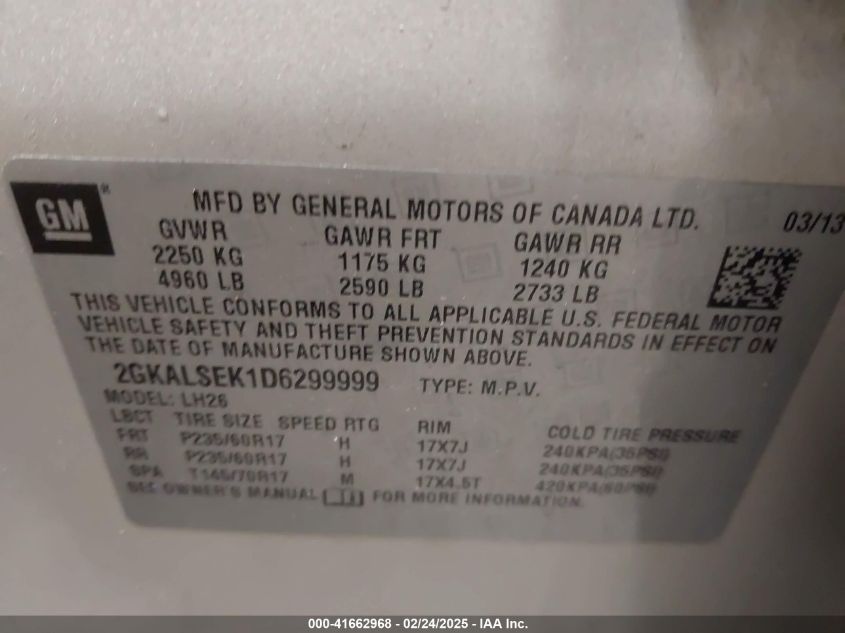 GM®
MFD BY GENERAL MOTORS OF CANADA LTD. 03/13
GVWR GAWR FRT GAWR RR
2250 KG 1175 KG 1240 KG
4960 LB 2590 LB 2733 LB
THIS VEHICLE CONFORMS TO ALL APPLICABLE U.S. FEDERAL MOTOR
VEHICLE SAFETY AND THEFT PREVENTION STANDARDS IN EFFECT ON
THE DATE OF MANUFACTURE SHOWN ABOVE.
2GKALSEK1D6299999 TYPE: M.P.V.
MODEL: LH26
LBCT TIRE SIZE SPEED RTG RIM COLD TIRE PRESSURE
FRT P235/60R17 H 17X7J 240KPA(35PSI)
RR P235/60R17 H 17X7J 240KPA(35PSI)
SPA T145/70R17 M 17X4.5T 420KPA(60PSI)
SEE OWNER'S MANUAL FOR MORE INFORMATION.
000-41662968 - 02/24/2025 - IAA Inc.